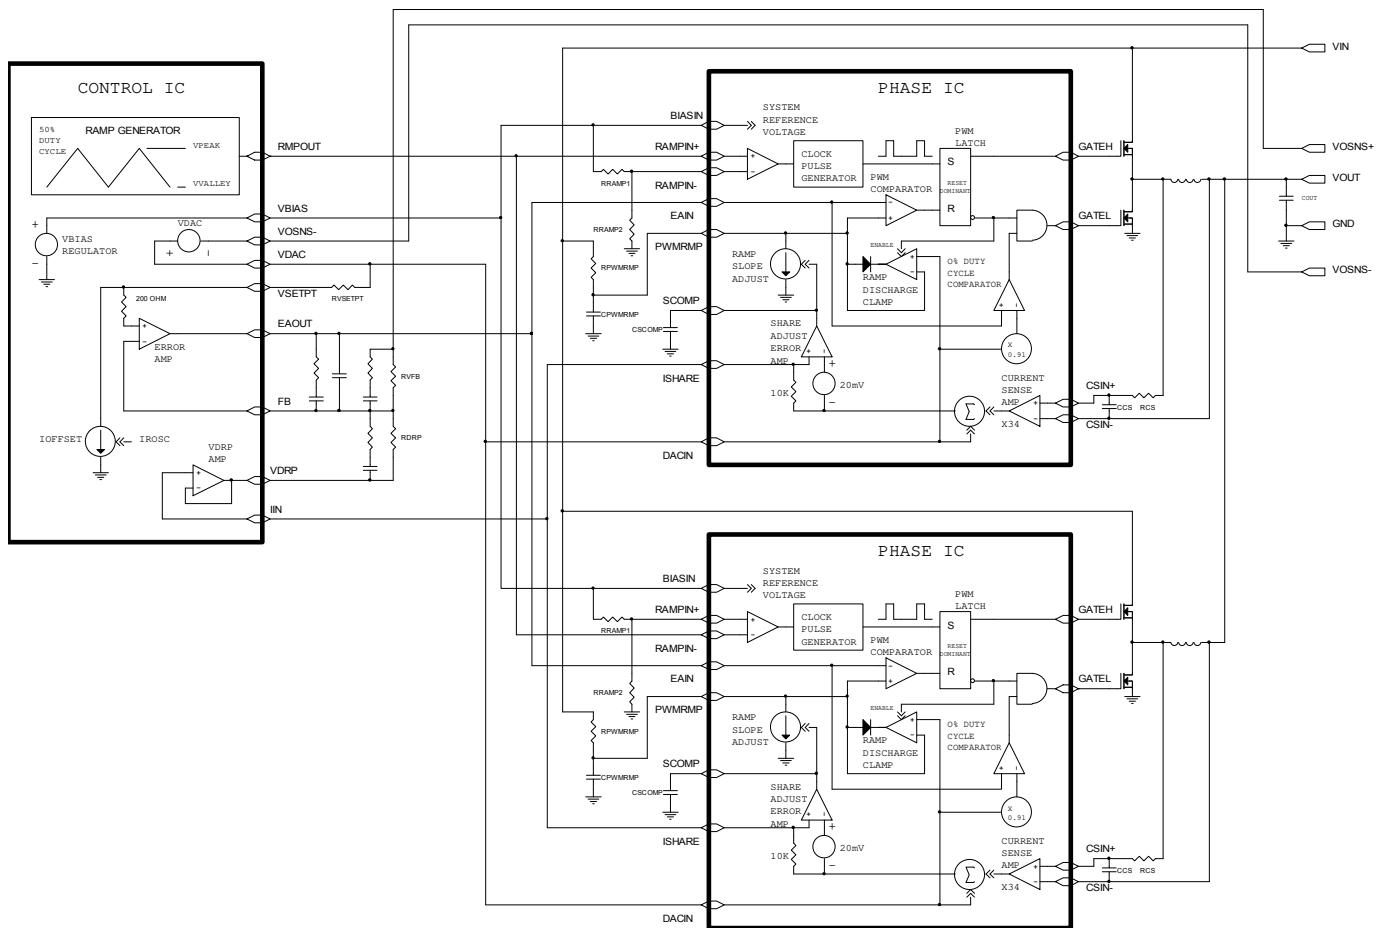 CONTROL IC
50%
DUTY
CYCLE
RAMP GENERATOR
VPEAK
VVALLEY
RMPOUT
VBIAS
VDAC
+
-
VOSNS-
+
-
VBIAS
REGULATOR
VDAC
VSETPT
RVSETPT
200 OHM
+
-
ERROR
AMP
EAOUT
RVFB
FB
IOFFSET
IROSC
RDRP
VDRP
AMP
+
-
VDRP
IIN
PHASE IC
BIASIN
SYSTEM
REFERENCE
VOLTAGE
RAMPIN+
RAMPIN-
RRAMP1
RRAMP2
+
-
CLOCK
PULSE
GENERATOR
PWM
LATCH
S
RESET
DOMINANT
R
PWM
COMPARATOR
-
+
EAIN
PWMRMP
RPWMRMP
CPWMRMP
RAMP
SLOPE
ADJUST
ENABLE
+
-
RAMP
DISCHARGE
CLAMP
0% DUTY
CYCLE
COMPARATOR
+
-
SCOMP
CSCOMP
SHARE
ADJUST
ERROR
AMP
+
-
X
0.91
ISHARE
10K
+
20mV
-
Σ
CURRENT
SENSE
AMP
X34
+
-
CSIN+
CCS
RCS
CSIN-
DACIN
GATEH
GATEL
VIN
VOSNS+
VOUT
COUT
GND
VOSNS-
PHASE IC
BIASIN
SYSTEM
REFERENCE
VOLTAGE
RAMPIN+
RRAMP1
RAMPIN-
RRAMP2
+
-
CLOCK
PULSE
GENERATOR
PWM
LATCH
S
RESET
DOMINANT
R
PWM
COMPARATOR
-
+
EAIN
PWMRMP
RPWMRMP
CPWMRMP
RAMP
SLOPE
ADJUST
ENABLE
+
-
RAMP
DISCHARGE
CLAMP
0% DUTY
CYCLE
COMPARATOR
+
-
SCOMP
CSCOMP
SHARE
ADJUST
ERROR
AMP
+
-
X
0.91
ISHARE
10K
+
20mV
-
Σ
CURRENT
SENSE
AMP
X34
+
-
CSIN+
CCS
RCS
CSIN-
DACIN
GATEH
GATEL